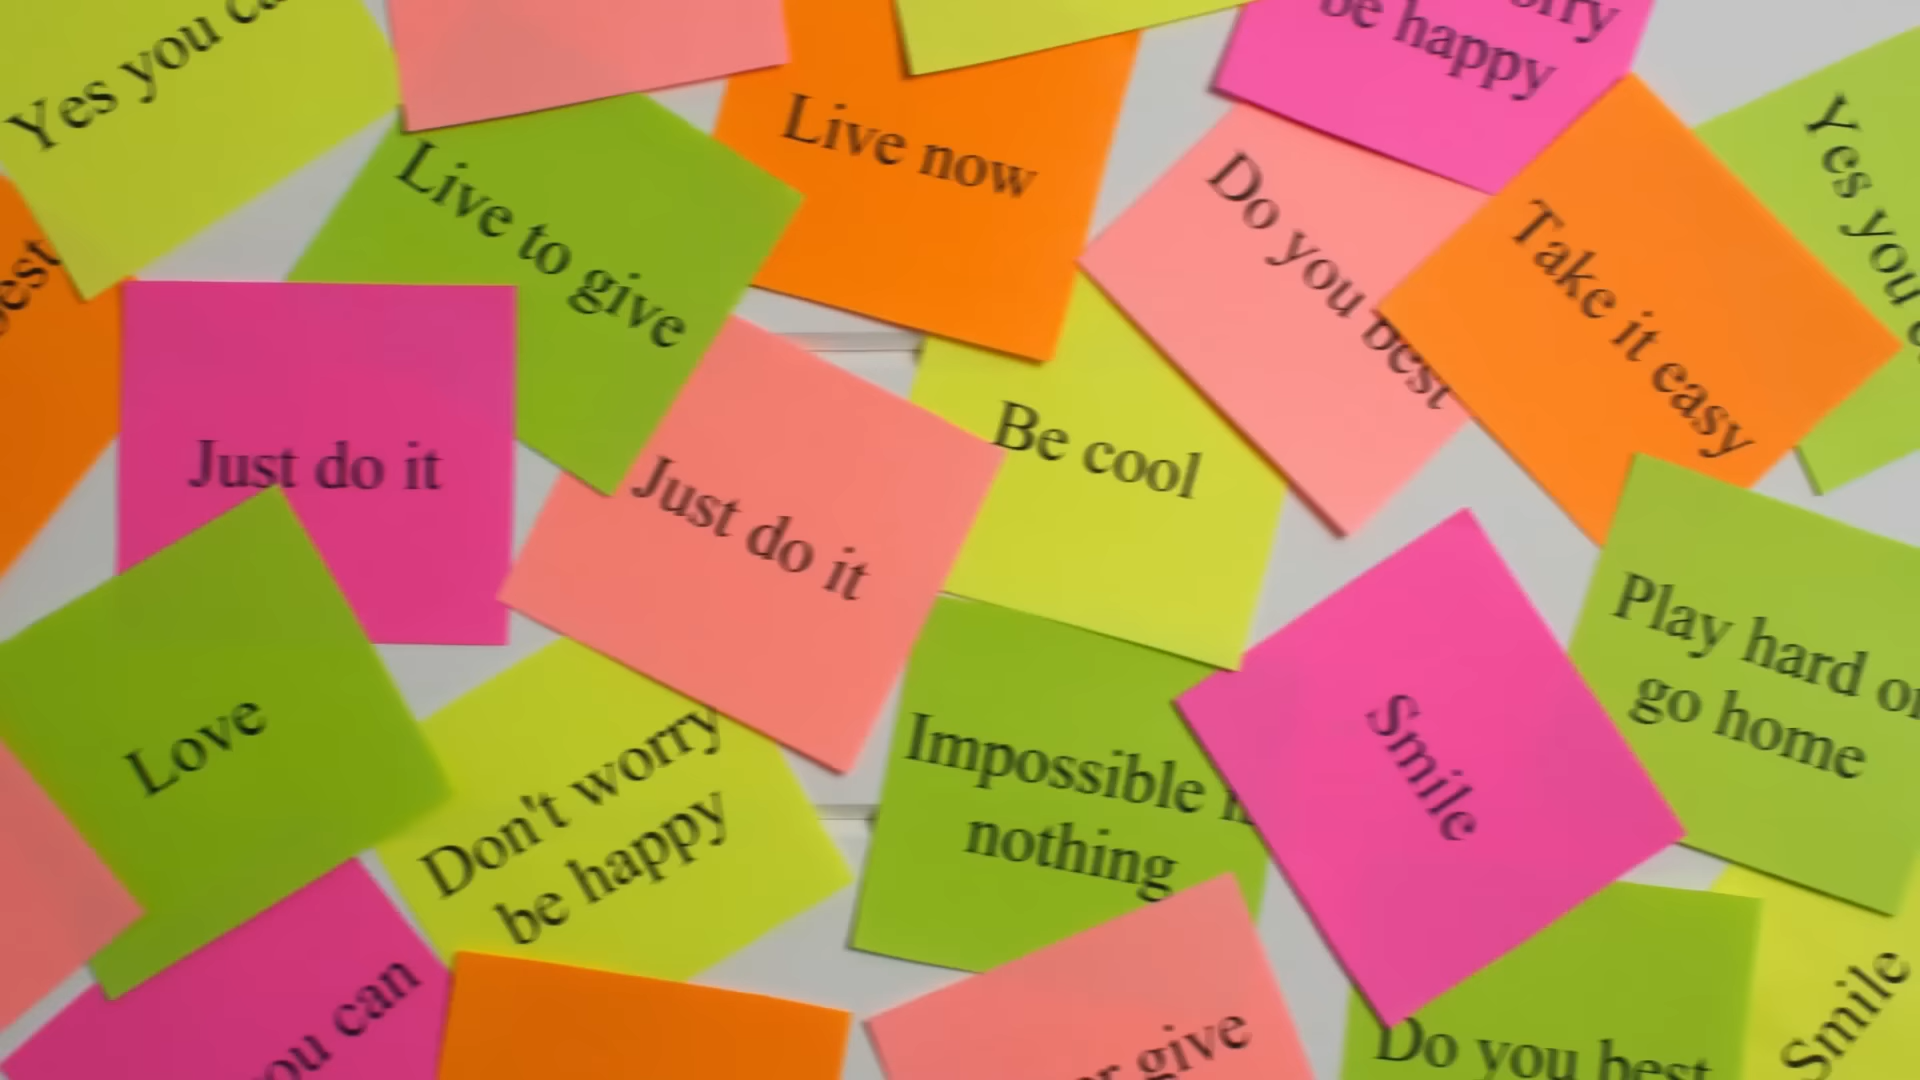 Yes you
be happy
Live now
Live to give
Do you best
Take it easy
Yes you
Just do it
Just do it
Be cool
Play hard or
go home
Love
Don't worry
be happy
Impossible
nothing
Smile
you can
give
Do you best
Smile